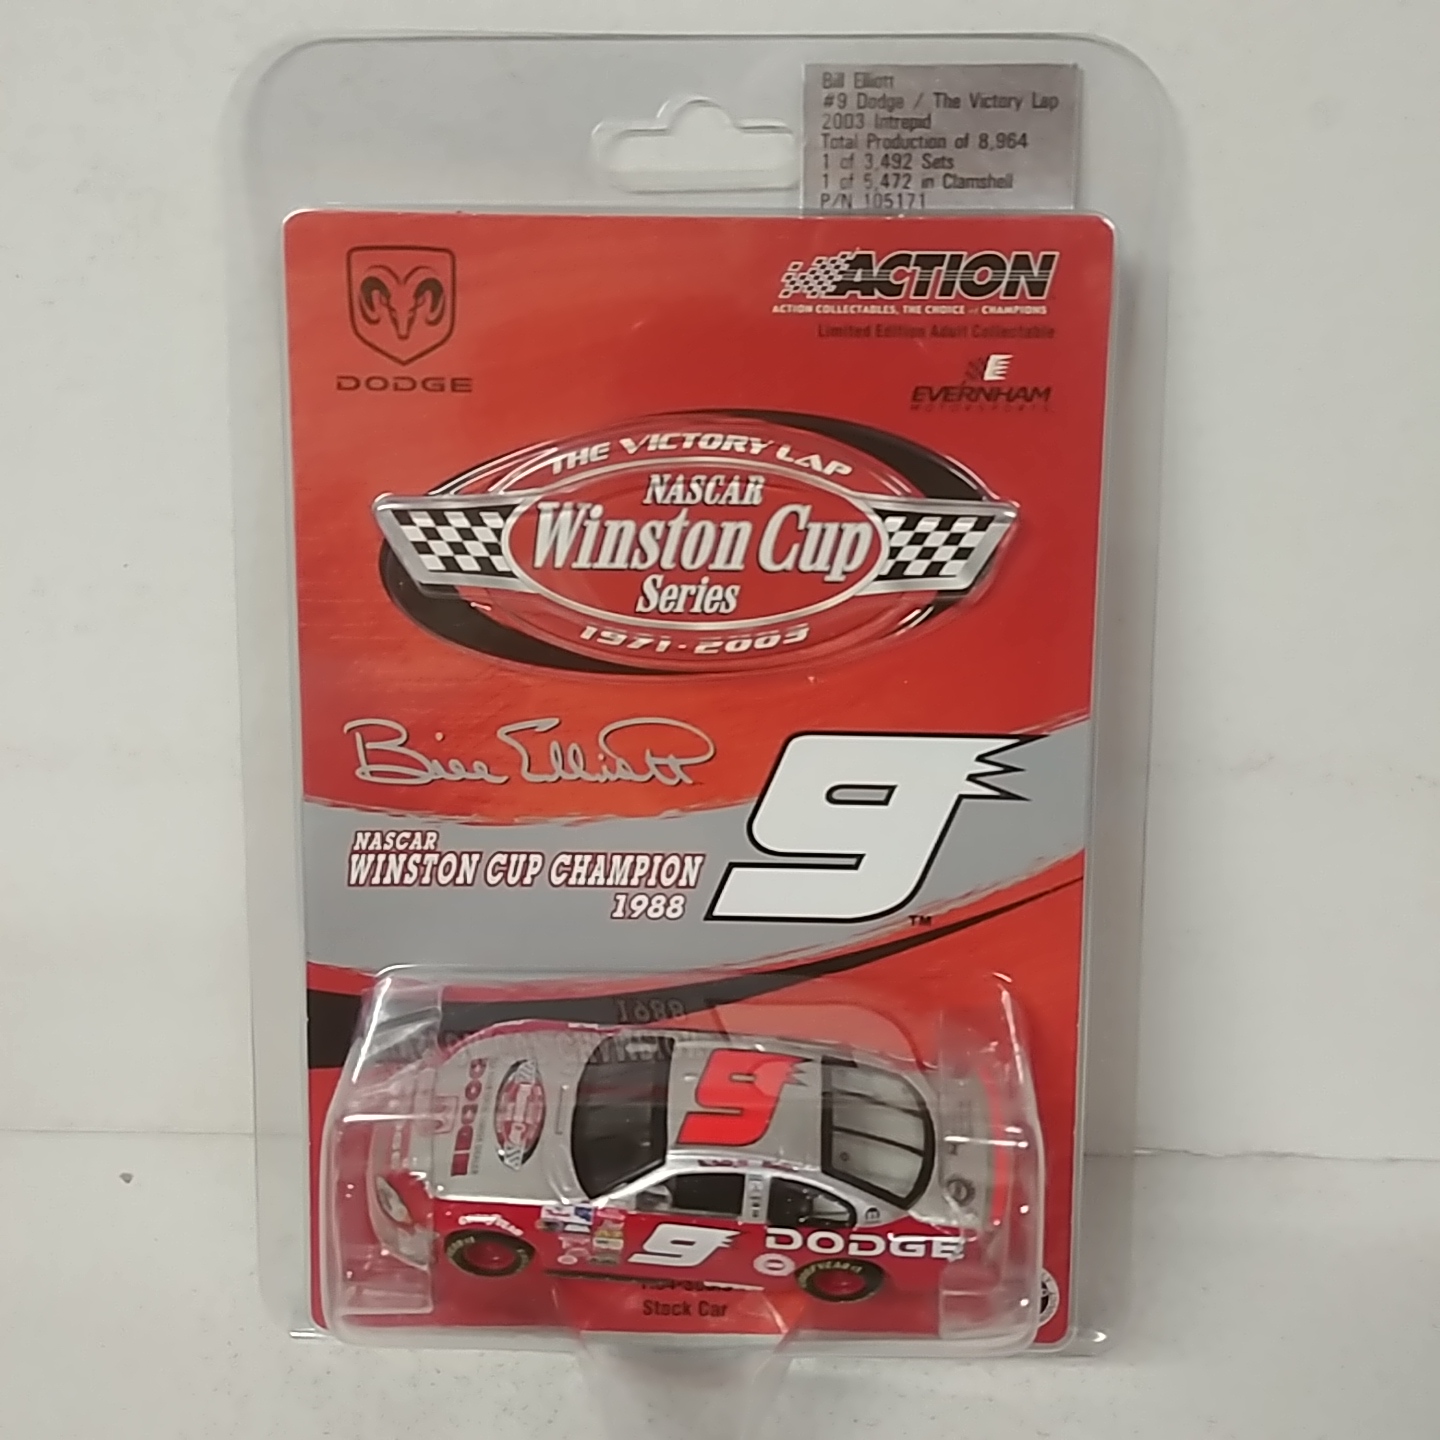 Bill Elliott
#9 Dodge / The Victory Lap
2003 Intrepid
Total Production of 8,964
1 of 3,492 Sets
1 of 5,472 in Clamshell
P/N 105171
DODGE
ACTION
ACTION COLLECTABLES, THE CHOICE of CHAMPIONS
Limited Edition Adult Collectable
E
EVERNHAM
MOTORSPORTS
THE VICTORY LAP
NASCAR
Winston Cup
Series
1971-2003
Bill Elliott
9
TM
NASCAR
WINSTON CUP CHAMPION
1988
9
DODGE
9
DODGE
GOODYEAR
Stock Car